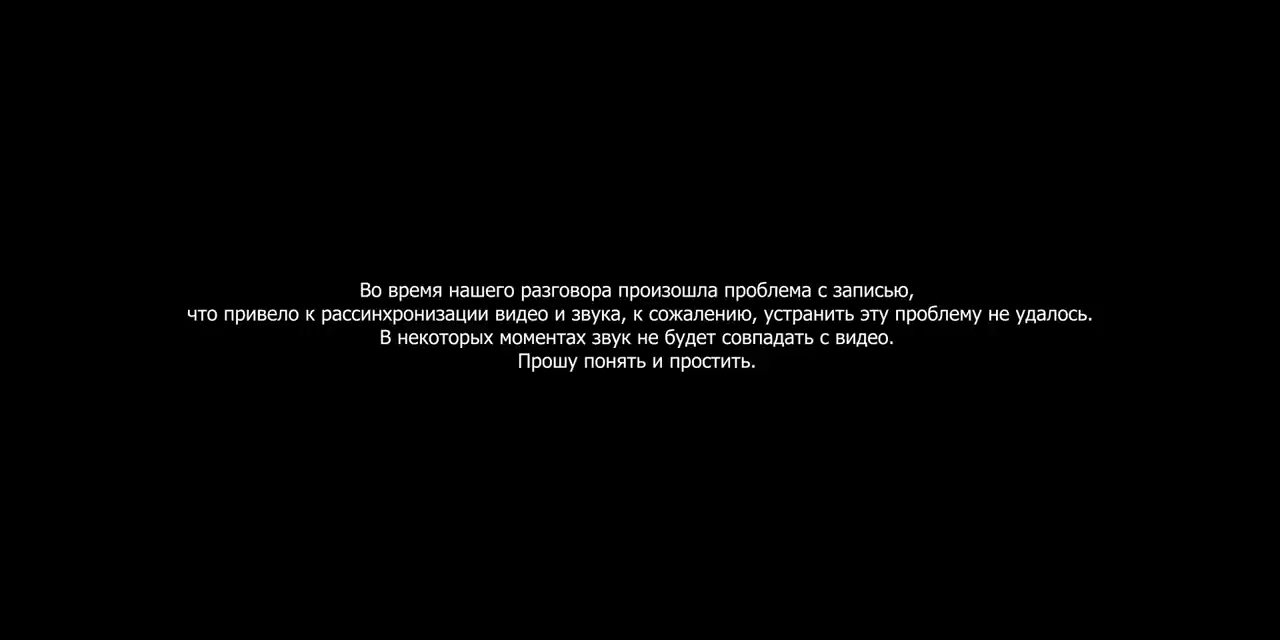 Во время нашего разговора произошла проблема с записью,
что привело к рассинхронизации видео и звука, к сожалению, устранить эту проблему не удалось.
В некоторых моментах звук не будет совпадать с видео.
Прошу понять и простить.